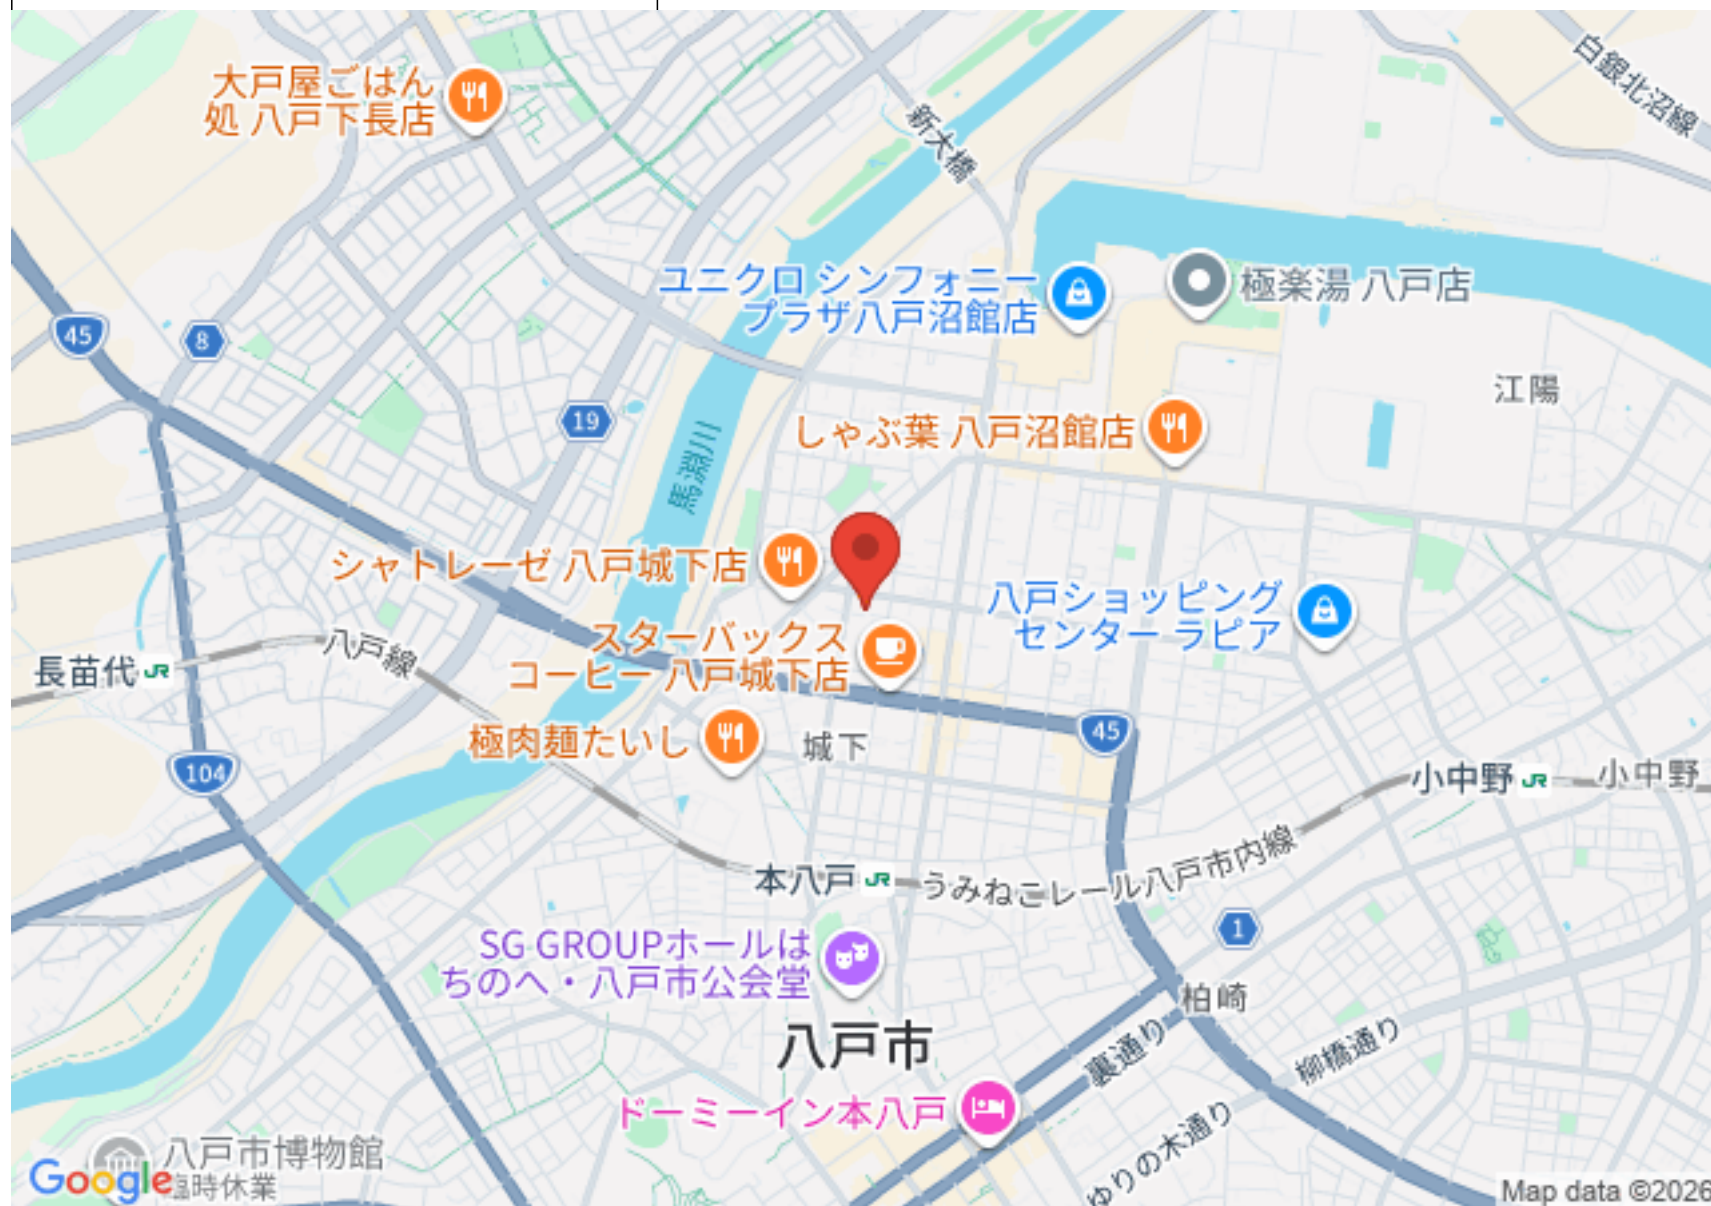 大戸屋ごはん
処 八戸下長店
新大橋
白銀北沼線
ユニクロ シンフォニー
プラザ八戸沼館店
極楽湯 八戸店
45
8
19
江陽
しゃぶ葉 八戸沼館店
馬淵川
シャトレーゼ 八戸城下店
八戸ショッピング
センター ラピア
スターバックス
コーヒー 八戸城下店
八戸線
長苗代 JR
極肉麺たいし
城下
45
104
小中野 JR
小中野
本八戸 JR
うみねこレール八戸市内線
1
SG GROUPホールは
ちのへ・八戸市公会堂
柏崎
八戸市
裏通り
柳橋通り
ドーミーイン本八戸
ゆりの木通り
八戸市博物館
臨時休業
Google
Map data ©2026